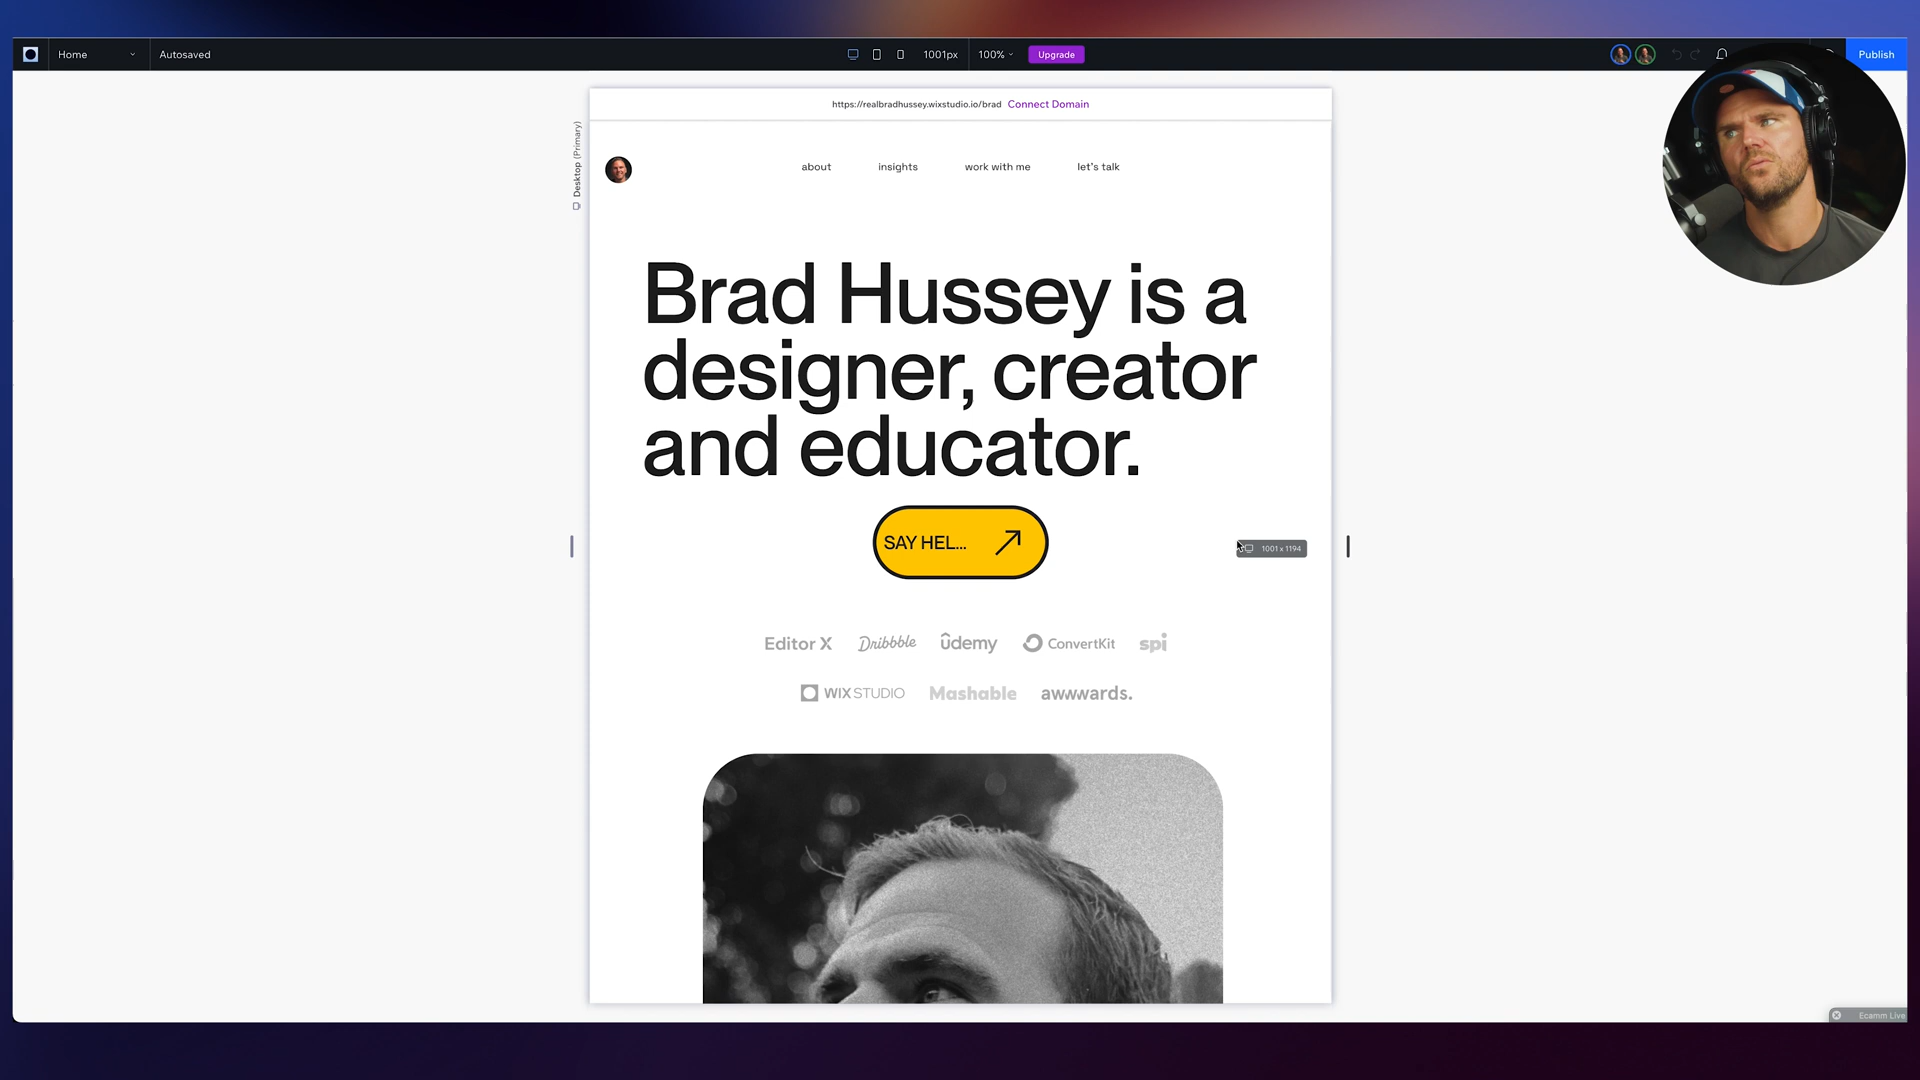 Home
Autosaved
1001px
100%
Upgrade
Publish
https://realbradhussey.wixstudio.io/brad Connect Domain
Desktop (Primary)
about
insights
work with me
let's talk
Brad Hussey is a
designer, creator
and educator.
SAY HEL...
1001 x 1194
Editor X
Dribbble
ûdemy
ConvertKit
spi
WIX STUDIO
Mashable
awwwards.
Ecamm Live